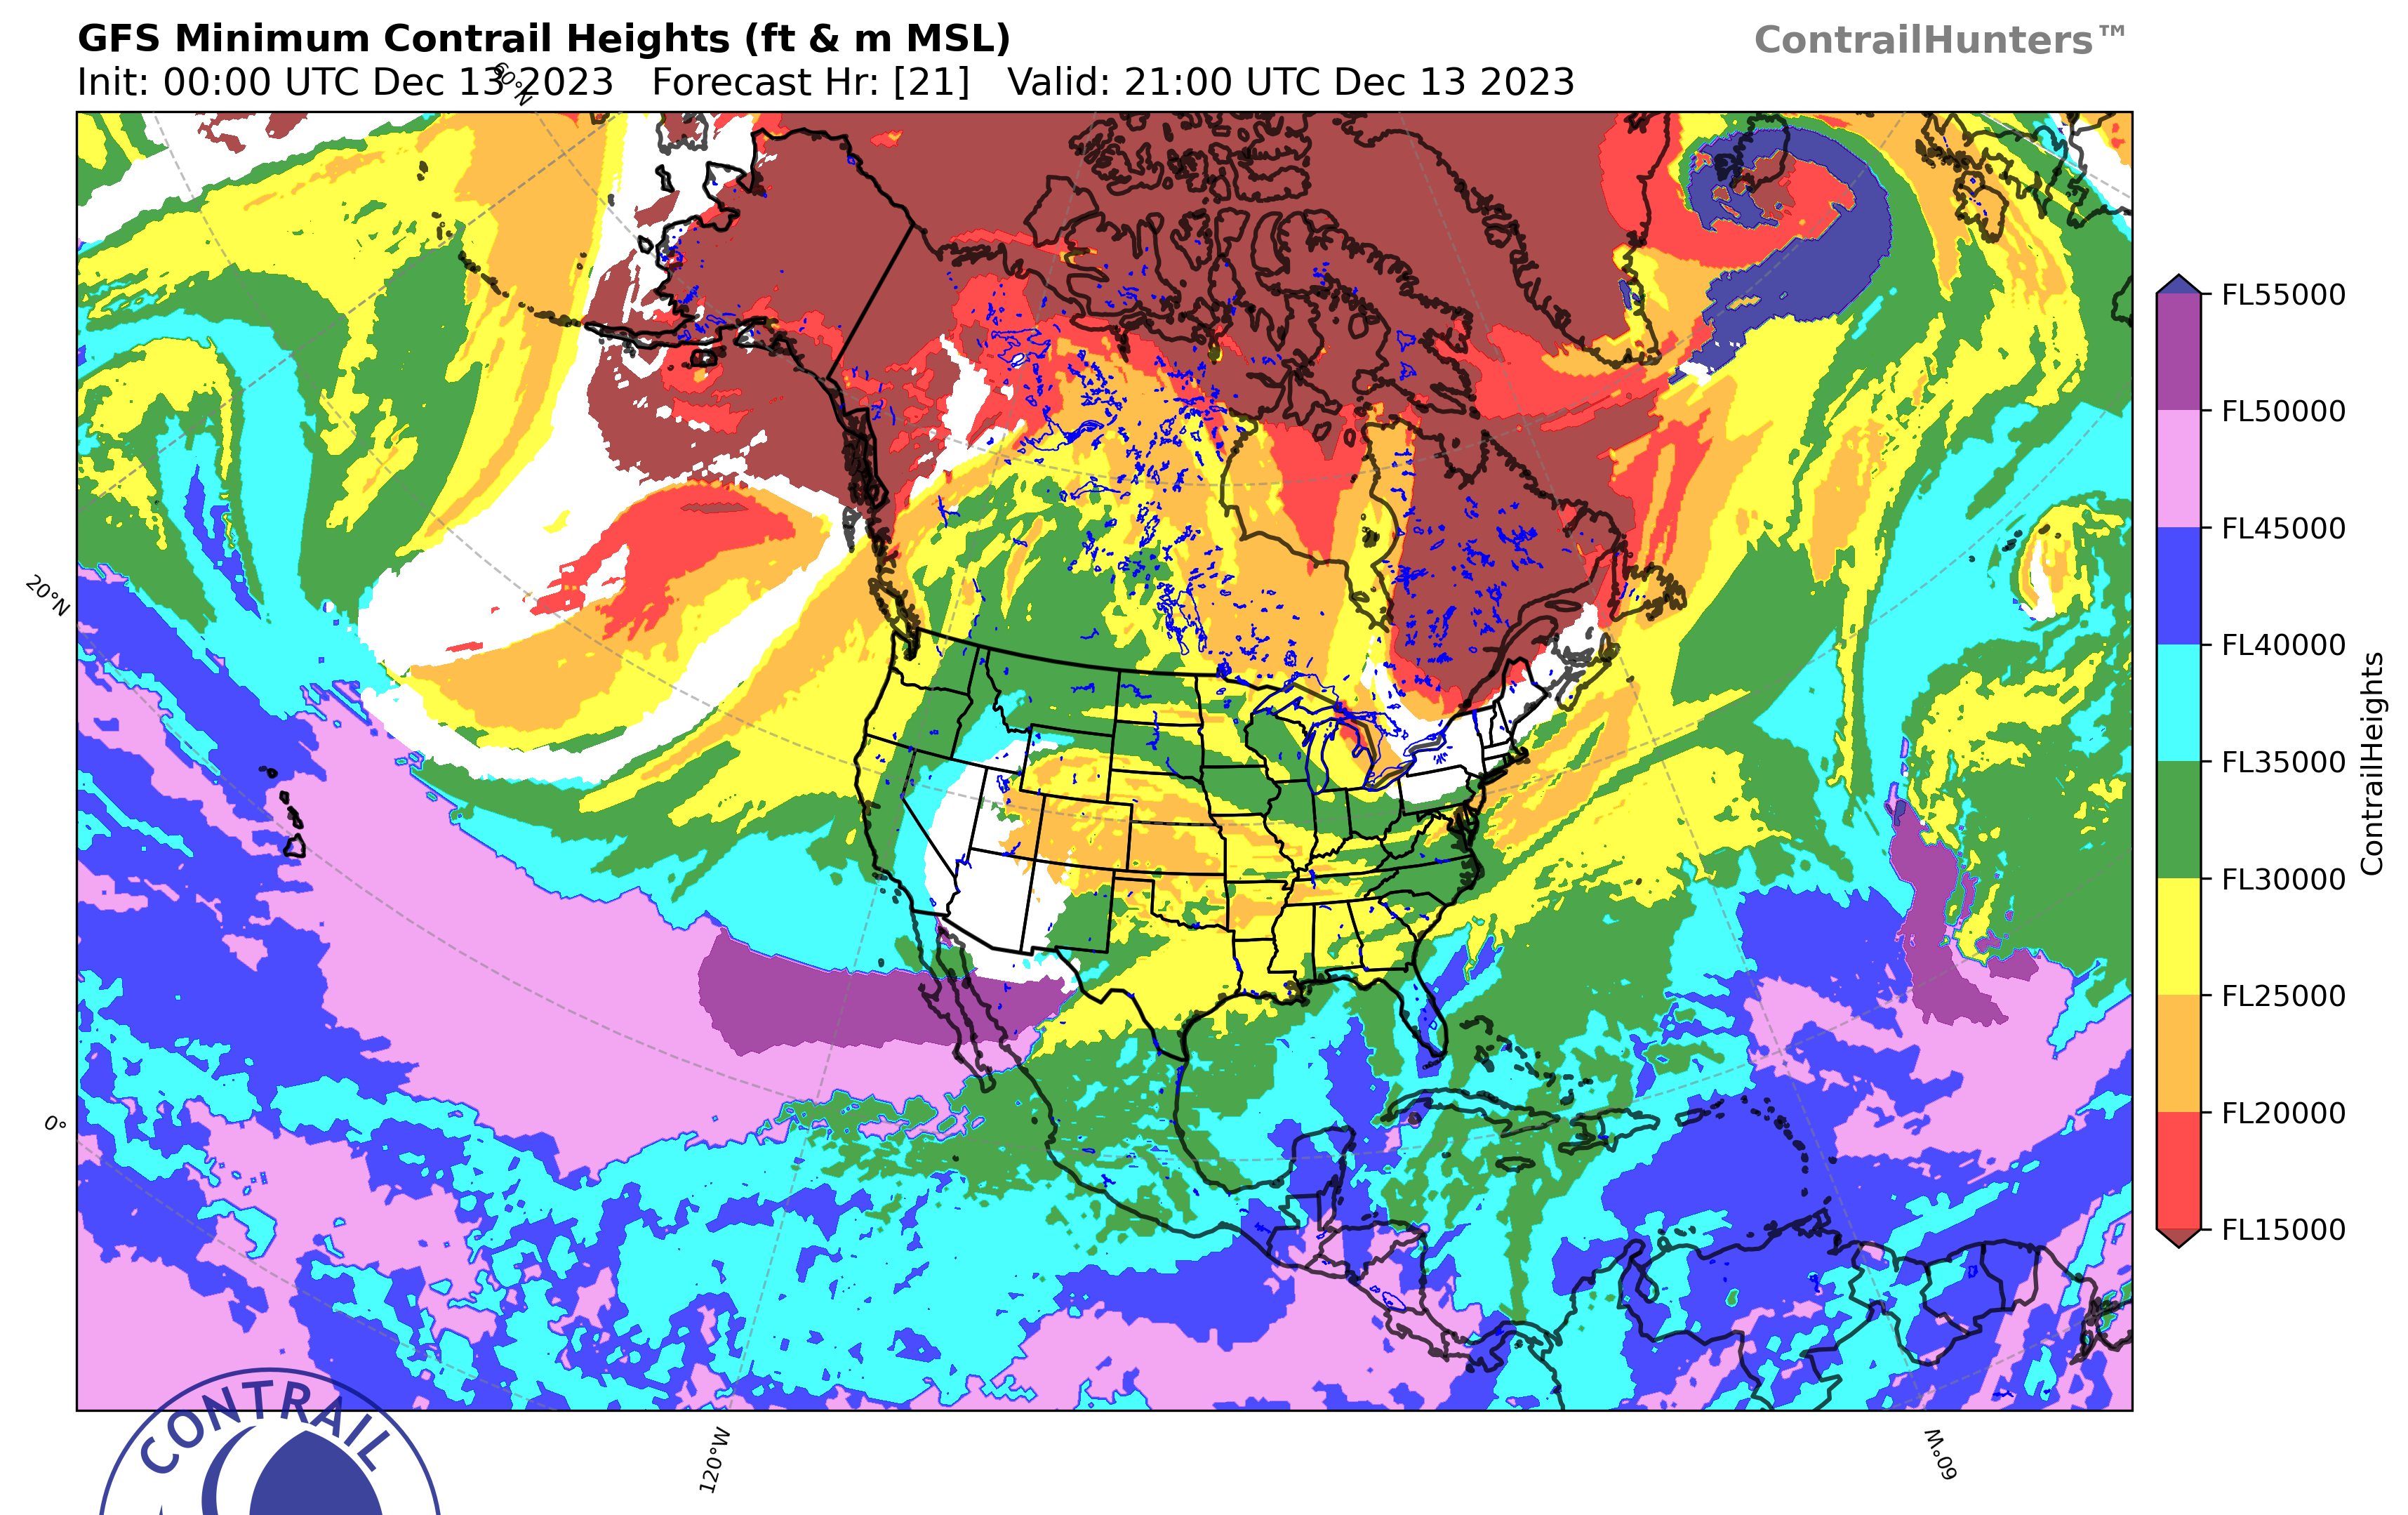 GFS Minimum Contrail Heights (ft & m MSL)
ContrailHunters™
Init: 00:00 UTC Dec 13 2023 Forecast Hr: [21] Valid: 21:00 UTC Dec 13 2023
60°N
20°N
0°
120°W
60°W
FL55000
FL50000
FL45000
FL40000
FL35000
FL30000
FL25000
FL20000
FL15000
ContrailHeights
CONTRAIL